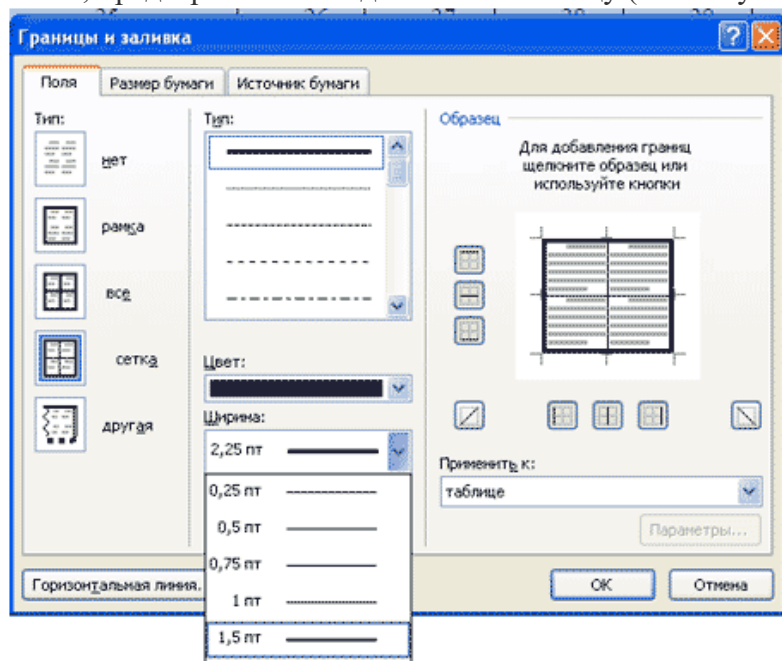 Границы и заливка
Поля Размер бумаги Источник бумаги
Тип:
нет
рамка
все
сетка
другая
Тип:
Цвет:
Ширина:
2,25 пт
0,25 пт
0,5 пт
0,75 пт
1 пт
1,5 пт
Образец
Для добавления границ
щелкните образец или
используйте кнопки
Применить к:
таблице
Параметры...
Горизонтальная линия.
ОК Отмена